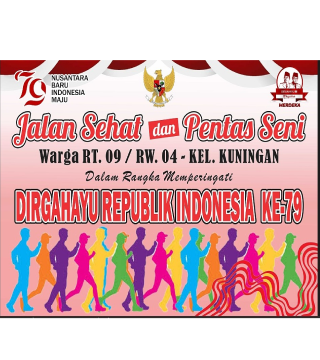 79 NUSANTARA
BARU
INDONESIA
MAJU
MERDEKA
Jalan Sehat dan Pentas Seni
Warga RT. 09 / RW. 04 - KEL. KUNINGAN
Dalam Rangka Memperingati
DIRGAHAYU REPUBLIK INDONESIA KE-79